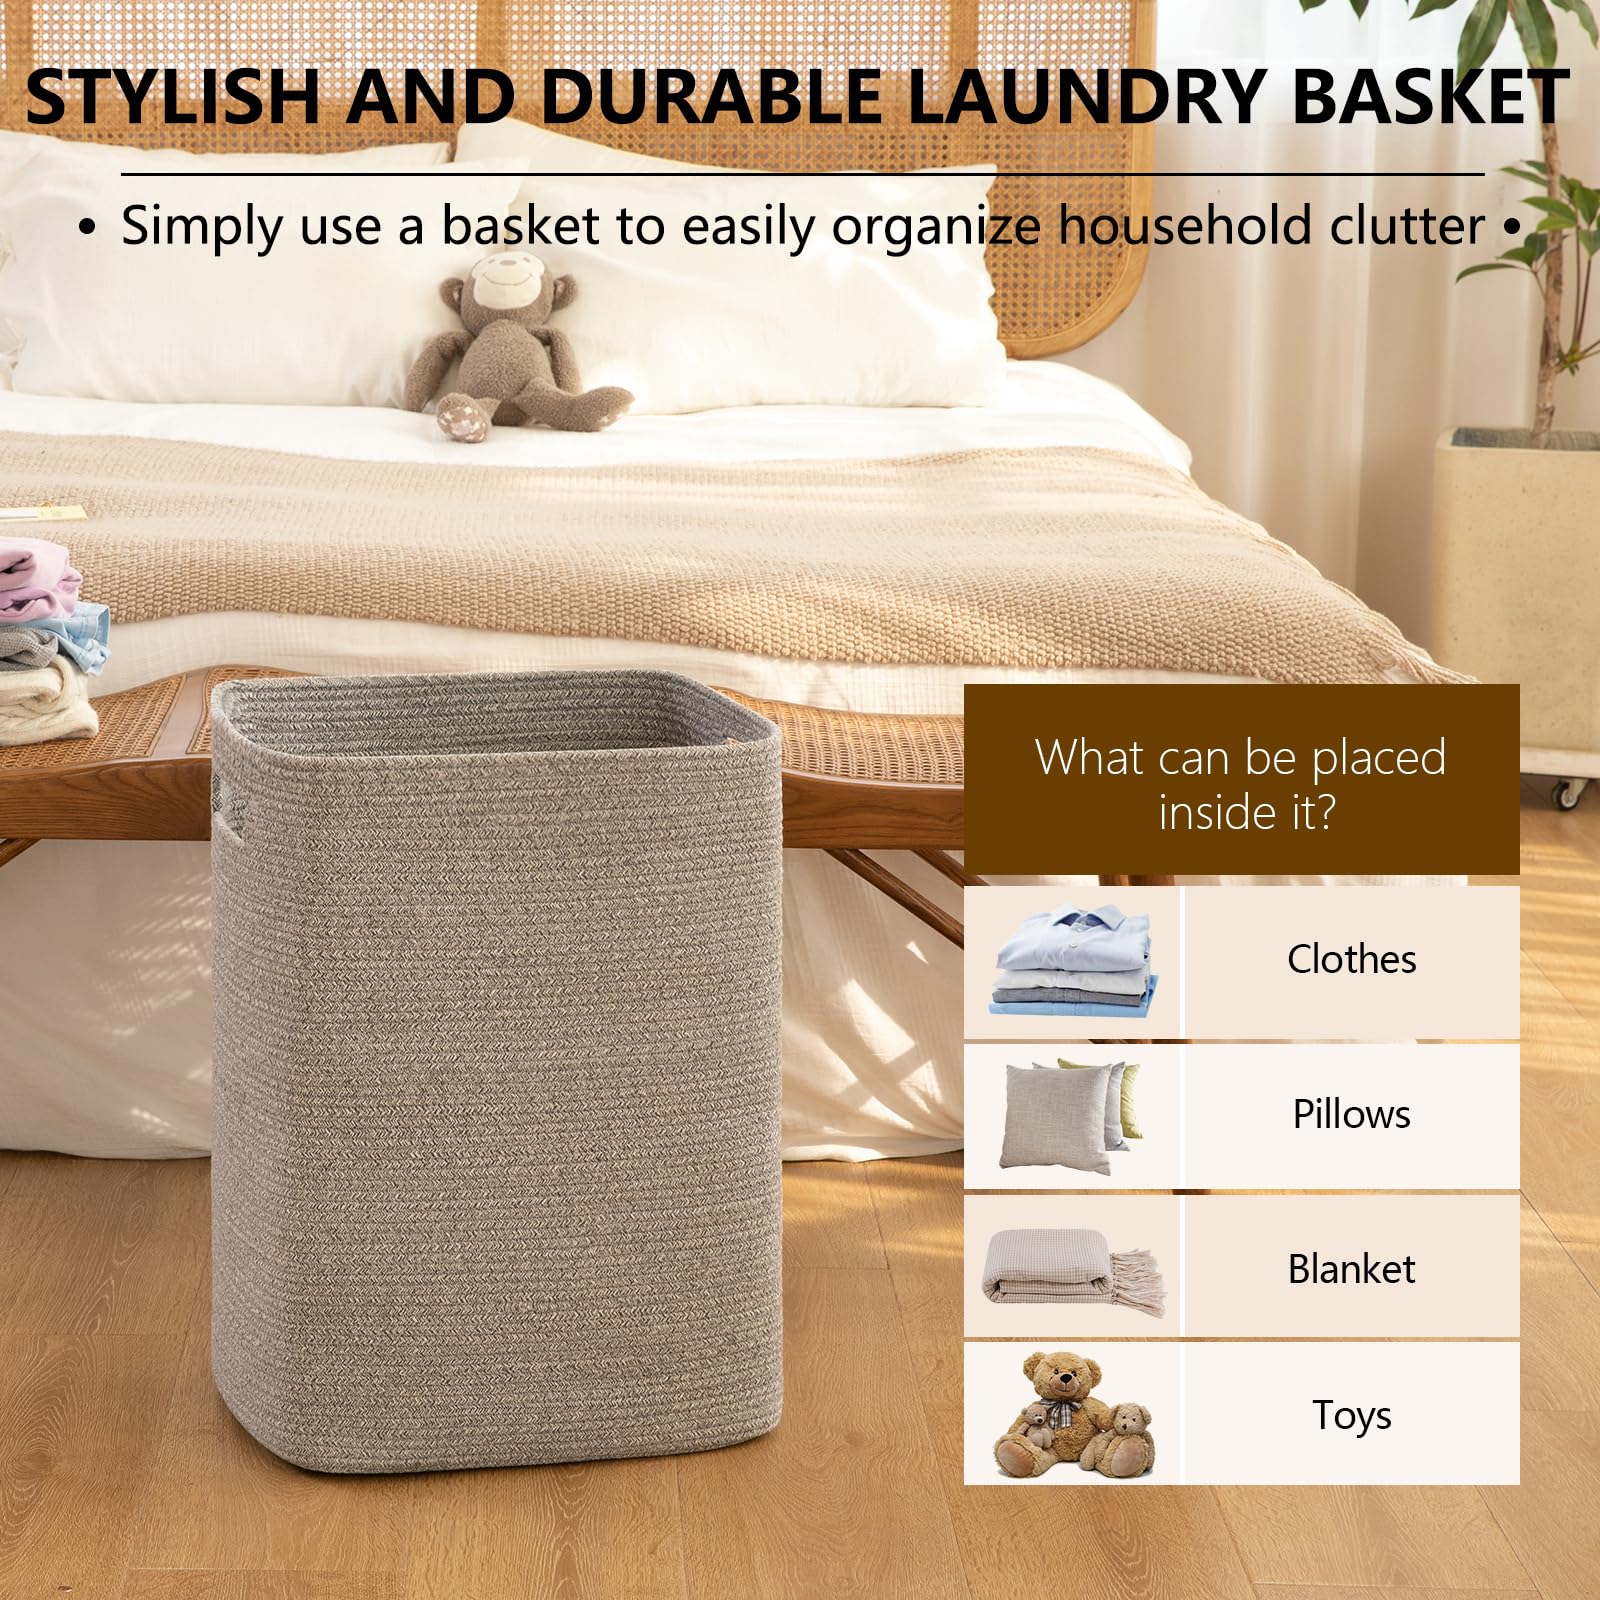 STYLISH AND DURABLE LAUNDRY BASKET
• Simply use a basket to easily organize household clutter •
What can be placed
inside it?
Clothes
Pillows
Blanket
Toys